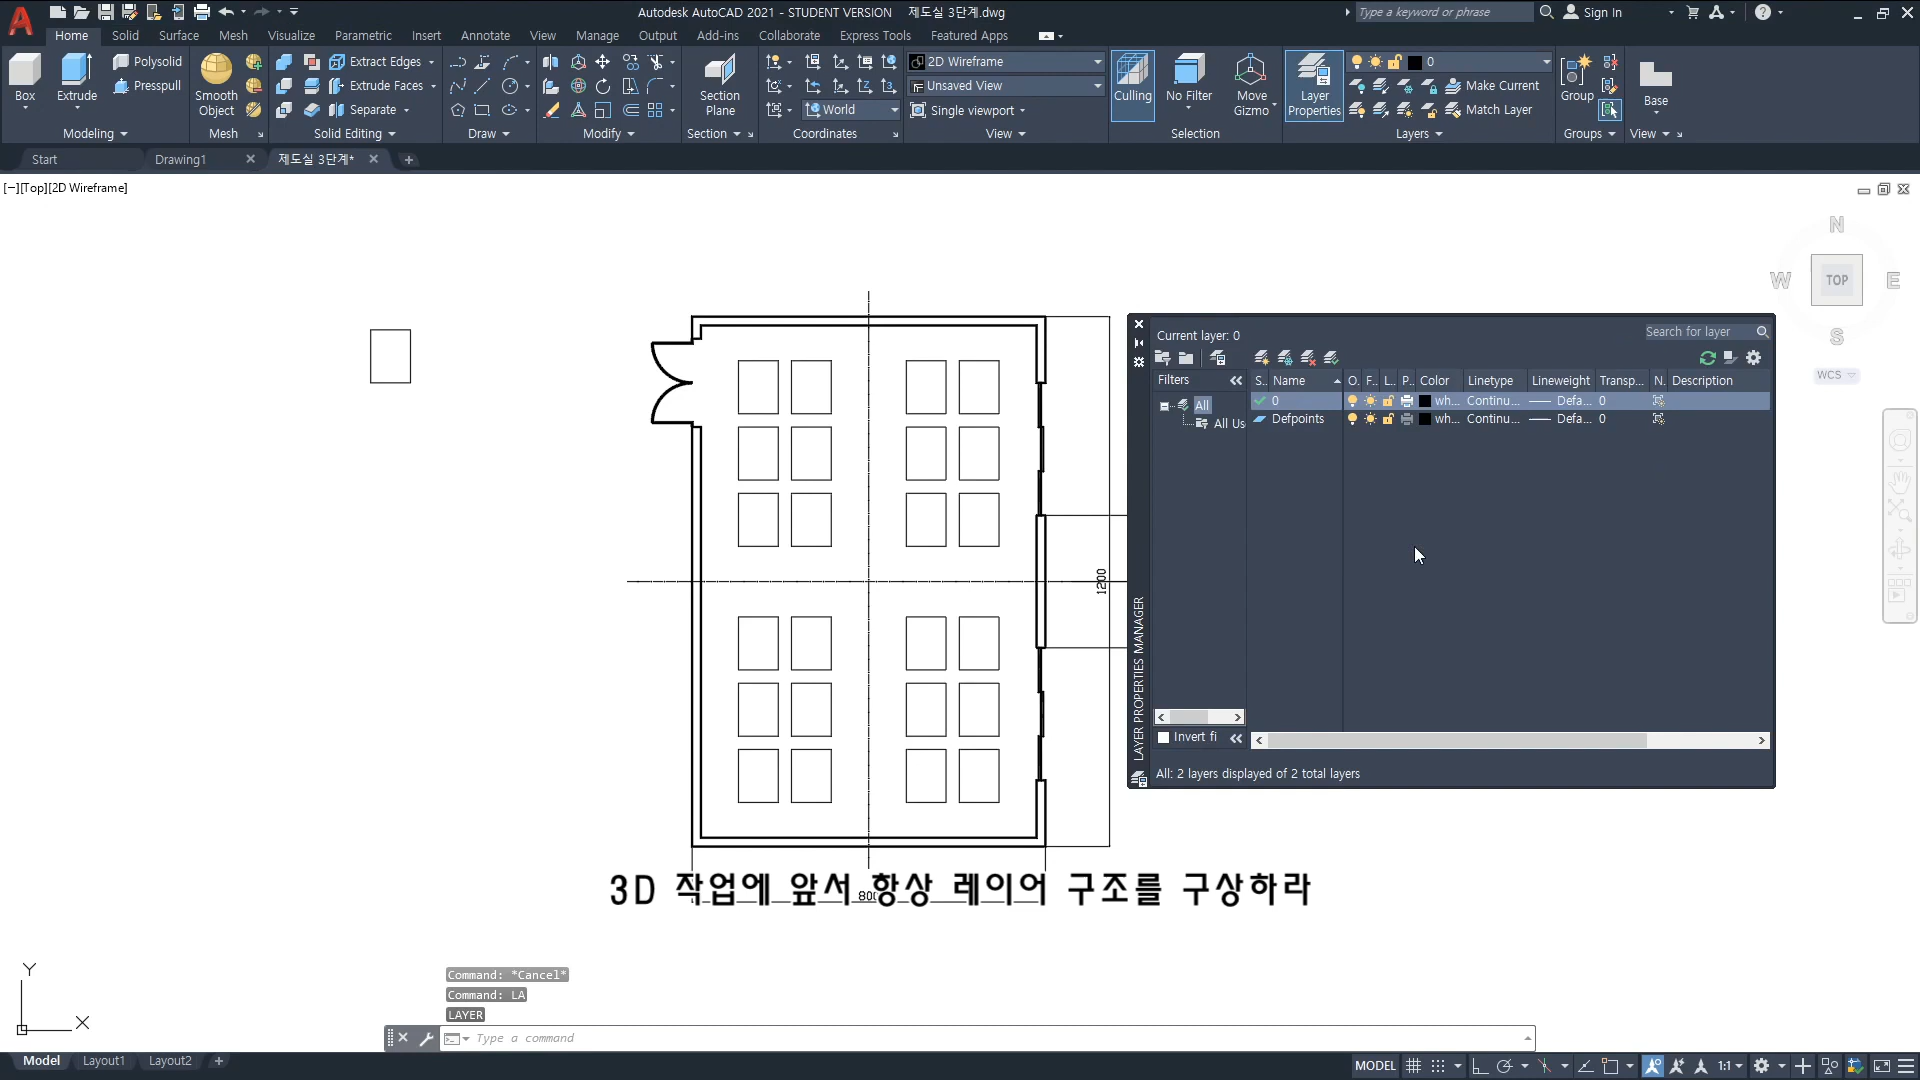 Autodesk AutoCAD 2021 - STUDENT VERSION 제도실 3단계.dwg
Type a keyword or phrase
Sign In
Home Solid Surface Mesh Visualize Parametric Insert Annotate View Manage Output Add-ins Collaborate Express Tools Featured Apps
Box
Extrude
Polysolid
Presspull
Modeling
Smooth Object
Mesh
Extract Edges
Extrude Faces
Separate
Solid Editing
Draw
Modify
Section Plane
Section
World
Coordinates
2D Wireframe
Unsaved View
Single viewport
View
Culling
No Filter
Move Gizmo
Selection
Layer Properties
0
Make Current
Match Layer
Layers
Group
Groups
Base
View
Start
Drawing1
제도실 3단계*
[−][Top][2D Wireframe]
N
W
TOP
E
S
WCS
Current layer: 0
Search for layer
Filters
S.. Name O. F.. L.. P.. Color Linetype Lineweight Transp... N. Description
All
All Us
0 wh... Continu... Defa... 0
Defpoints wh... Continu... Defa... 0
LAYER PROPERTIES MANAGER
Invert fi
All: 2 layers displayed of 2 total layers
1200
800
3D 작업에 앞서 항상 레이어 구조를 구상하라
Y
X
Command: *Cancel*
Command: LA
LAYER
Type a command
Model Layout1 Layout2
MODEL
1:1